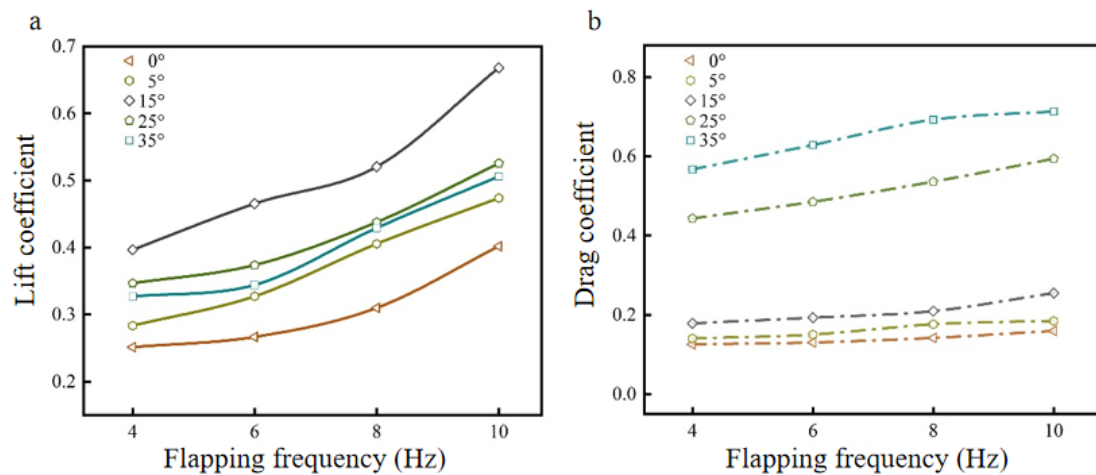 a
0.7
0.6
0.5
0.4
0.3
0.2
Lift coefficient
0°
5°
15°
25°
35°
4 6 8 10
Flapping frequency (Hz)
b
0.8
0.6
0.4
0.2
0.0
Drag coefficient
0°
5°
15°
25°
35°
4 6 8 10
Flapping frequency (Hz)